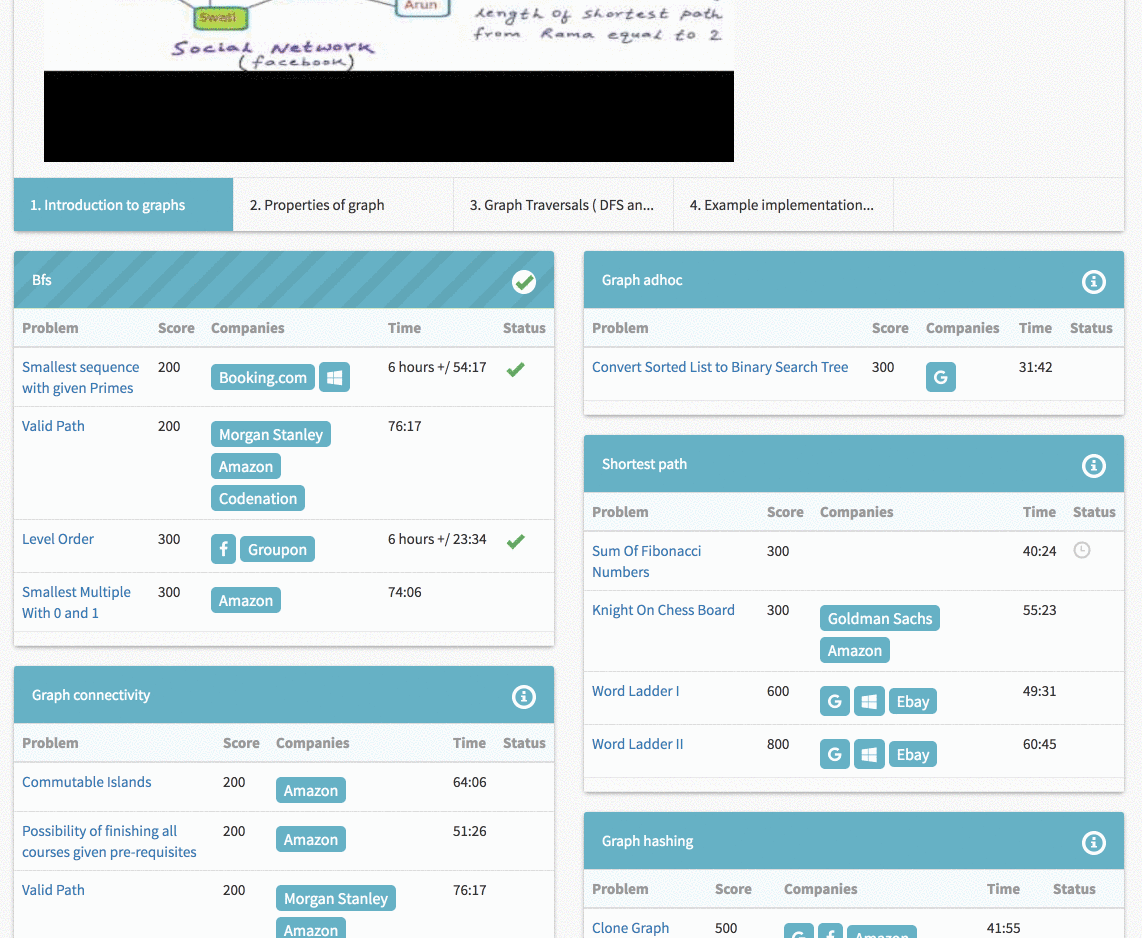 Swati
Arun
Social Network
(facebook)
length of shortest path
from Rama equal to 2
1. Introduction to graphs
2. Properties of graph
3. Graph Traversals ( DFS an...
4. Example implementation...
Bfs
Problem Score Companies Time Status
Smallest sequence with given Primes 200 Booking.com 6 hours +/ 54:17
Valid Path 200 Morgan Stanley Amazon Codenation 76:17
Level Order 300 f Groupon 6 hours +/ 23:34
Smallest Multiple With 0 and 1 300 Amazon 74:06
Graph connectivity
Problem Score Companies Time Status
Commutable Islands 200 Amazon 64:06
Possibility of finishing all courses given pre-requisites 200 Amazon 51:26
Valid Path 200 Morgan Stanley Amazon 76:17
Graph adhoc
Problem Score Companies Time Status
Convert Sorted List to Binary Search Tree 300 G 31:42
Shortest path
Problem Score Companies Time Status
Sum Of Fibonacci Numbers 300 40:24
Knight On Chess Board 300 Goldman Sachs Amazon 55:23
Word Ladder I 600 G Ebay 49:31
Word Ladder II 800 G Ebay 60:45
Graph hashing
Problem Score Companies Time Status
Clone Graph 500 G f Amazon 41:55